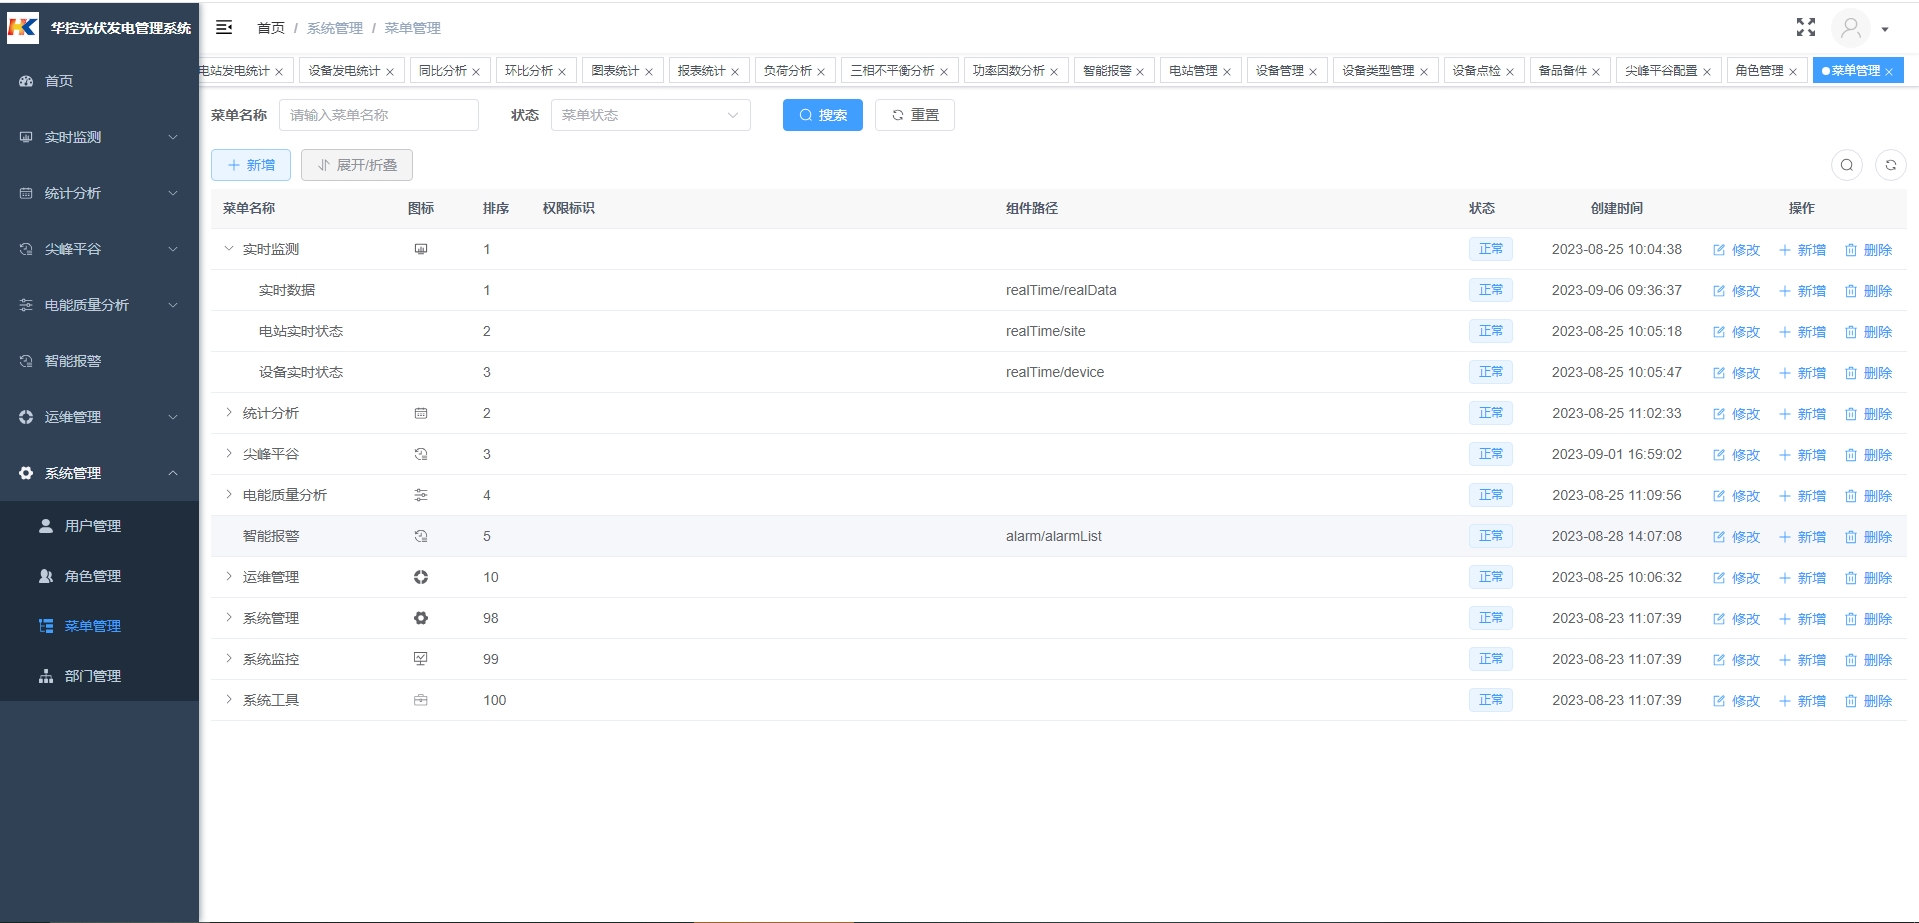 华控光伏发电管理系统
首页 / 系统管理 / 菜单管理
首页
实时监测
统计分析
尖峰平谷
电能质量分析
智能报警
运维管理
系统管理
用户管理
角色管理
菜单管理
部门管理
电站发电统计 × 设备发电统计 × 同比分析 × 环比分析 × 图表统计 × 报表统计 × 负荷分析 × 三相不平衡分析 × 功率因数分析 × 智能报警 × 电站管理 × 设备管理 × 设备类型管理 × 设备点检 × 备品备件 × 尖峰平谷配置 × 角色管理 × 菜单管理 ×
菜单名称 请输入菜单名称 状态 菜单状态 搜索 重置
新增 展开/折叠
菜单名称 图标 排序 权限标识 组件路径 状态 创建时间 操作
实时监测 1 正常 2023-08-25 10:04:38 修改 新增 删除
实时数据 1 realTime/realData 正常 2023-09-06 09:36:37 修改 新增 删除
电站实时状态 2 realTime/site 正常 2023-08-25 10:05:18 修改 新增 删除
设备实时状态 3 realTime/device 正常 2023-08-25 10:05:47 修改 新增 删除
统计分析 2 正常 2023-08-25 11:02:33 修改 新增 删除
尖峰平谷 3 正常 2023-09-01 16:59:02 修改 新增 删除
电能质量分析 4 正常 2023-08-25 11:09:56 修改 新增 删除
智能报警 5 alarm/alarmList 正常 2023-08-28 14:07:08 修改 新增 删除
运维管理 10 正常 2023-08-25 10:06:32 修改 新增 删除
系统管理 98 正常 2023-08-23 11:07:39 修改 新增 删除
系统监控 99 正常 2023-08-23 11:07:39 修改 新增 删除
系统工具 100 正常 2023-08-23 11:07:39 修改 新增 删除